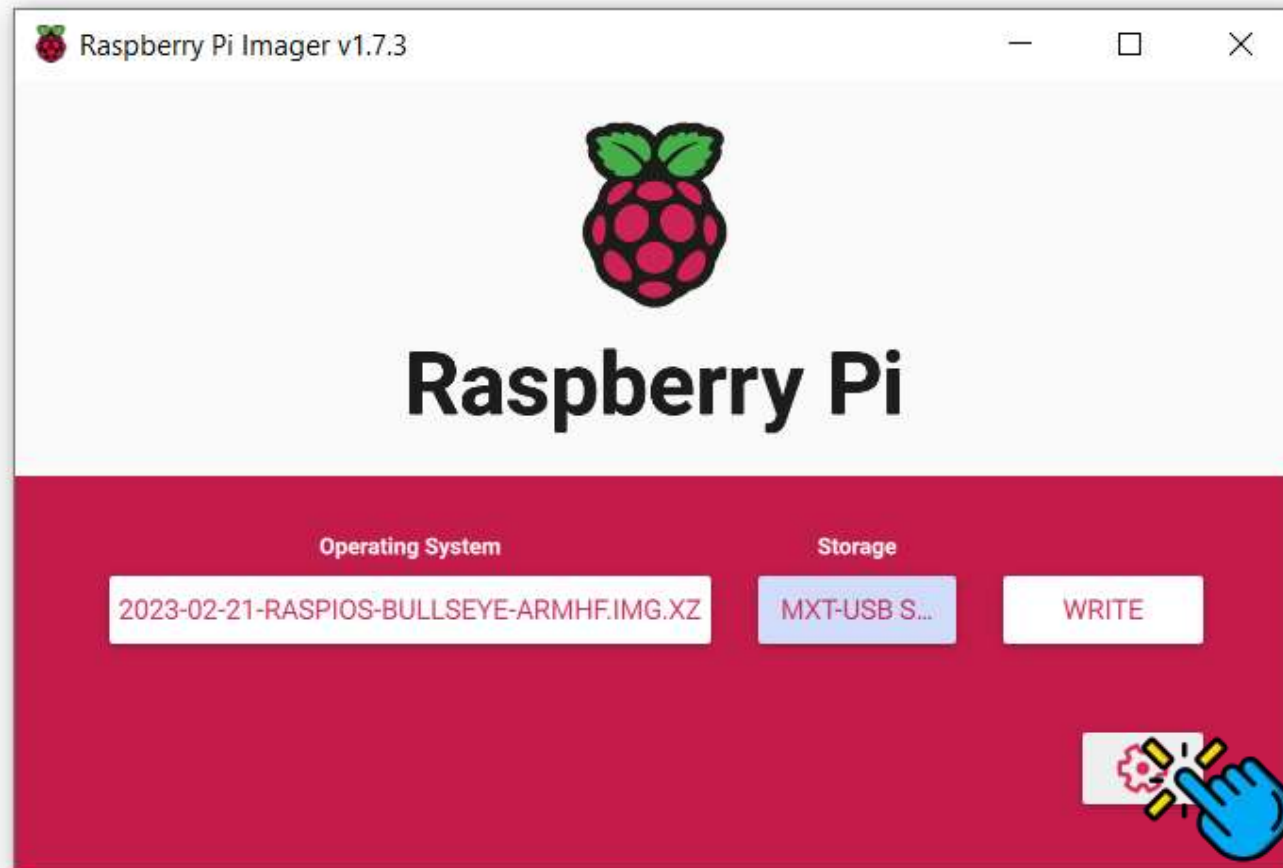 Raspberry Pi Imager v1.7.3
Raspberry Pi
Operating System Storage
2023-02-21-RASPIOS-BULLSEYE-ARMHF.IMG.XZ MXT-USB S... WRITE